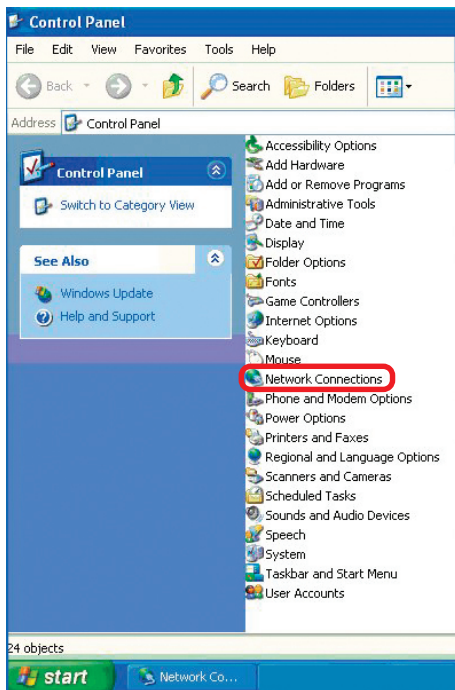 Control Panel
File Edit View Favorites Tools Help
Back Search Folders
Address Control Panel
Control Panel
Switch to Category View
See Also
Windows Update
Help and Support
Accessibility Options
Add Hardware
Add or Remove Programs
Administrative Tools
Date and Time
Display
Folder Options
Fonts
Game Controllers
Internet Options
Keyboard
Mouse
Network Connections
Phone and Modem Options
Power Options
Printers and Faxes
Regional and Language Options
Scanners and Cameras
Scheduled Tasks
Sounds and Audio Devices
Speech
System
Taskbar and Start Menu
User Accounts
24 objects
start Network Co...